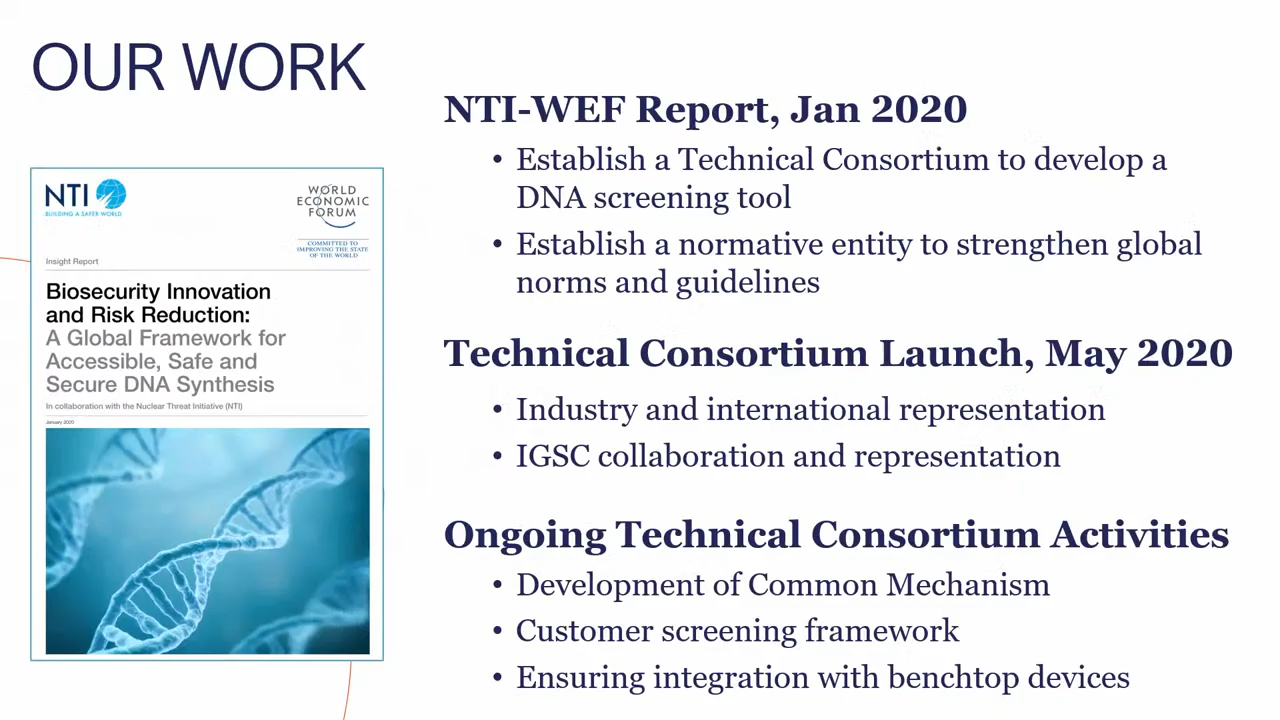 OUR WORK
NTI
BUILDING A SAFER WORLD
WORLD
ECONOMIC
FORUM
COMMITTED TO
IMPROVING THE STATE
OF THE WORLD
Insight Report
Biosecurity Innovation
and Risk Reduction:
A Global Framework for
Accessible, Safe and
Secure DNA Synthesis
In collaboration with the Nuclear Threat Initiative (NTI)
January 2020
NTI-WEF Report, Jan 2020
• Establish a Technical Consortium to develop a
DNA screening tool
• Establish a normative entity to strengthen global
norms and guidelines
Technical Consortium Launch, May 2020
• Industry and international representation
• IGSC collaboration and representation
Ongoing Technical Consortium Activities
• Development of Common Mechanism
• Customer screening framework
• Ensuring integration with benchtop devices